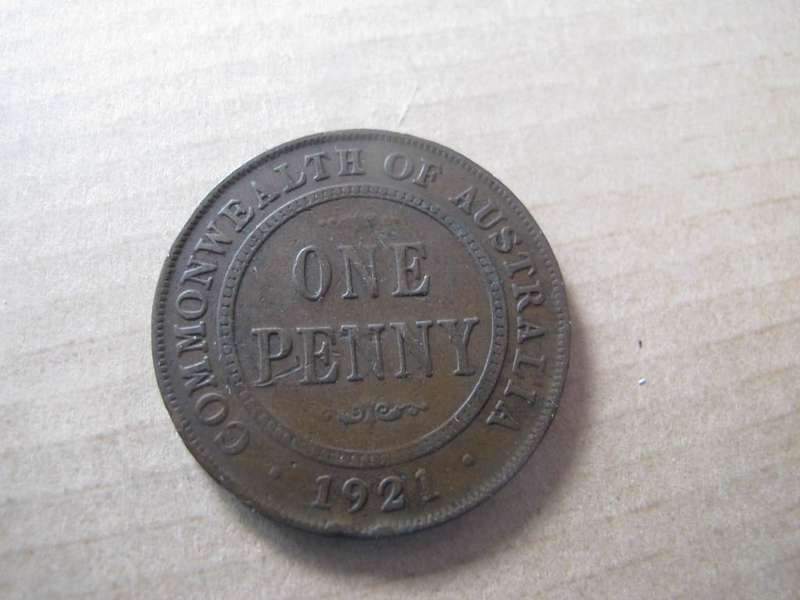 COMMONWEALTH OF AUSTRALIA
ONE
PENNY
· 1921 ·